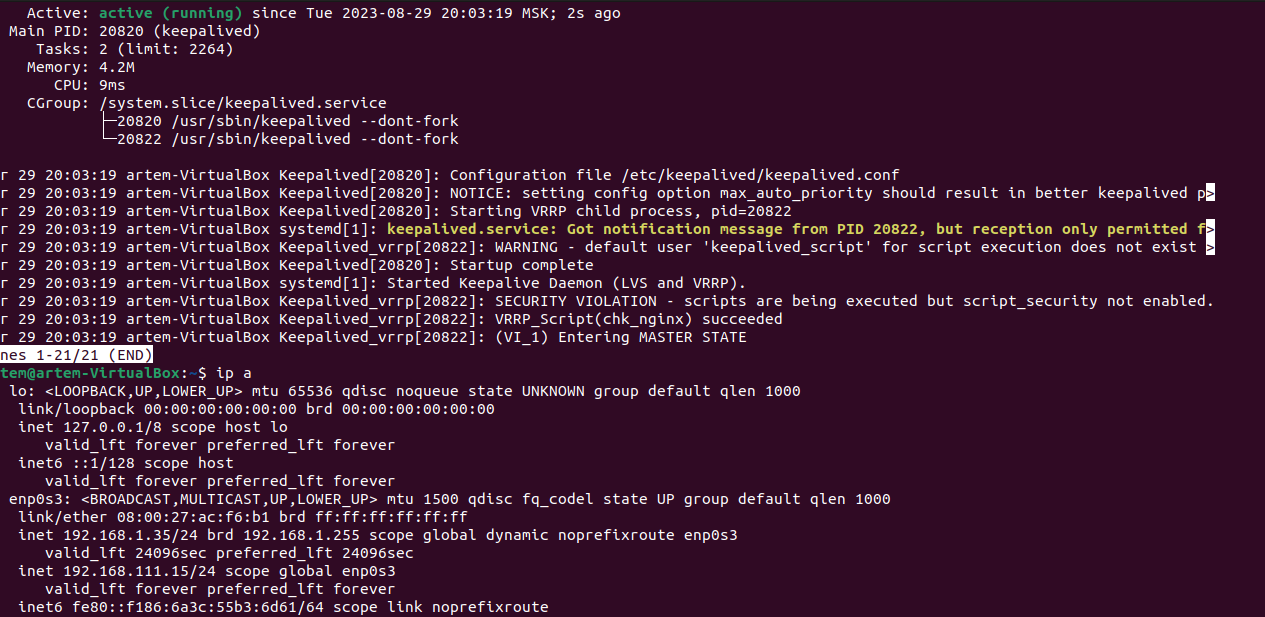 Active: active (running) since Tue 2023-08-29 20:03:19 MSK; 2s ago
Main PID: 20820 (keepalived)
Tasks: 2 (limit: 2264)
Memory: 4.2M
CPU: 9ms
CGroup: /system.slice/keepalived.service
├─20820 /usr/sbin/keepalived --dont-fork
└─20822 /usr/sbin/keepalived --dont-fork
r 29 20:03:19 artem-VirtualBox Keepalived[20820]: Configuration file /etc/keepalived/keepalived.conf
r 29 20:03:19 artem-VirtualBox Keepalived[20820]: NOTICE: setting config option max_auto_priority should result in better keepalived p>
r 29 20:03:19 artem-VirtualBox Keepalived[20820]: Starting VRRP child process, pid=20822
r 29 20:03:19 artem-VirtualBox systemd[1]: keepalived.service: Got notification message from PID 20822, but reception only permitted f>
r 29 20:03:19 artem-VirtualBox Keepalived_vrrp[20822]: WARNING - default user 'keepalived_script' for script execution does not exist >
r 29 20:03:19 artem-VirtualBox Keepalived[20820]: Startup complete
r 29 20:03:19 artem-VirtualBox systemd[1]: Started Keepalive Daemon (LVS and VRRP).
r 29 20:03:19 artem-VirtualBox Keepalived_vrrp[20822]: SECURITY VIOLATION - scripts are being executed but script_security not enabled.
r 29 20:03:19 artem-VirtualBox Keepalived_vrrp[20822]: VRRP_Script(chk_nginx) succeeded
r 29 20:03:19 artem-VirtualBox Keepalived_vrrp[20822]: (VI_1) Entering MASTER STATE
nes 1-21/21 (END)
tem@artem-VirtualBox:~$ ip a
lo: <LOOPBACK,UP,LOWER_UP> mtu 65536 qdisc noqueue state UNKNOWN group default qlen 1000
link/loopback 00:00:00:00:00:00 brd 00:00:00:00:00:00
inet 127.0.0.1/8 scope host lo
valid_lft forever preferred_lft forever
inet6 ::1/128 scope host
valid_lft forever preferred_lft forever
enp0s3: <BROADCAST,MULTICAST,UP,LOWER_UP> mtu 1500 qdisc fq_codel state UP group default qlen 1000
link/ether 08:00:27:ac:f6:b1 brd ff:ff:ff:ff:ff:ff
inet 192.168.1.35/24 brd 192.168.1.255 scope global dynamic noprefixroute enp0s3
valid_lft 24096sec preferred_lft 24096sec
inet 192.168.111.15/24 scope global enp0s3
valid_lft forever preferred_lft forever
inet6 fe80::f186:6a3c:55b3:6d61/64 scope link noprefixroute